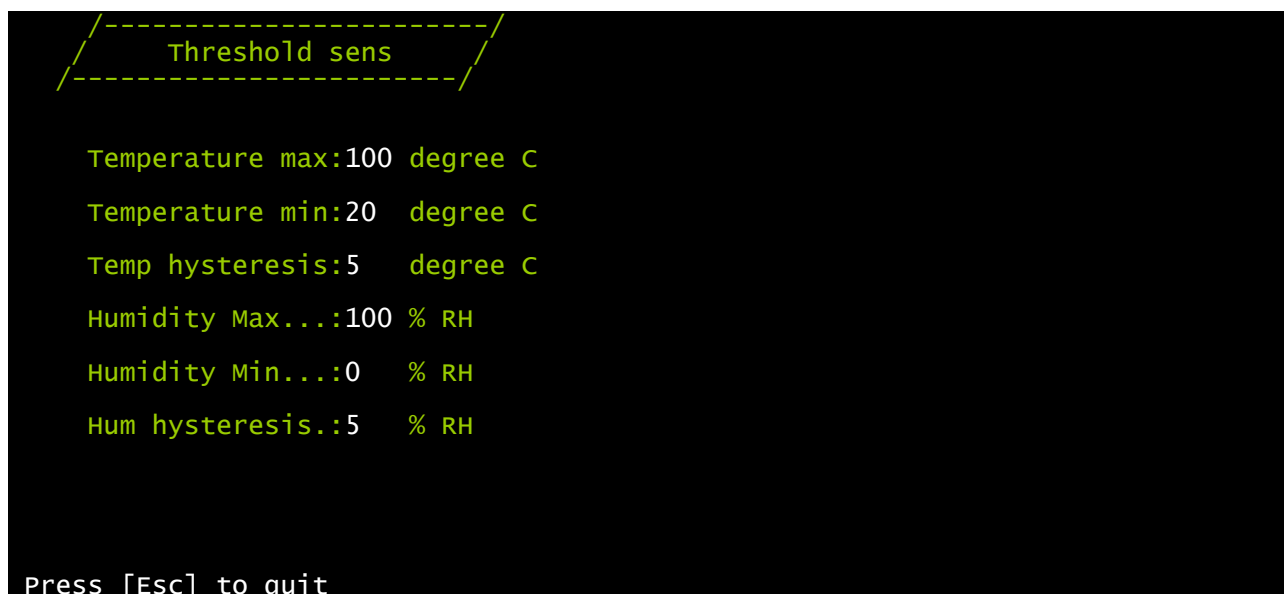 /------------------------/
/ Threshold sens /
/------------------------/
Temperature max:100 degree C
Temperature min:20 degree C
Temp hysteresis:5 degree C
Humidity Max...:100 % RH
Humidity Min...:0 % RH
Hum hysteresis.:5 % RH
Press [Esc] to quit